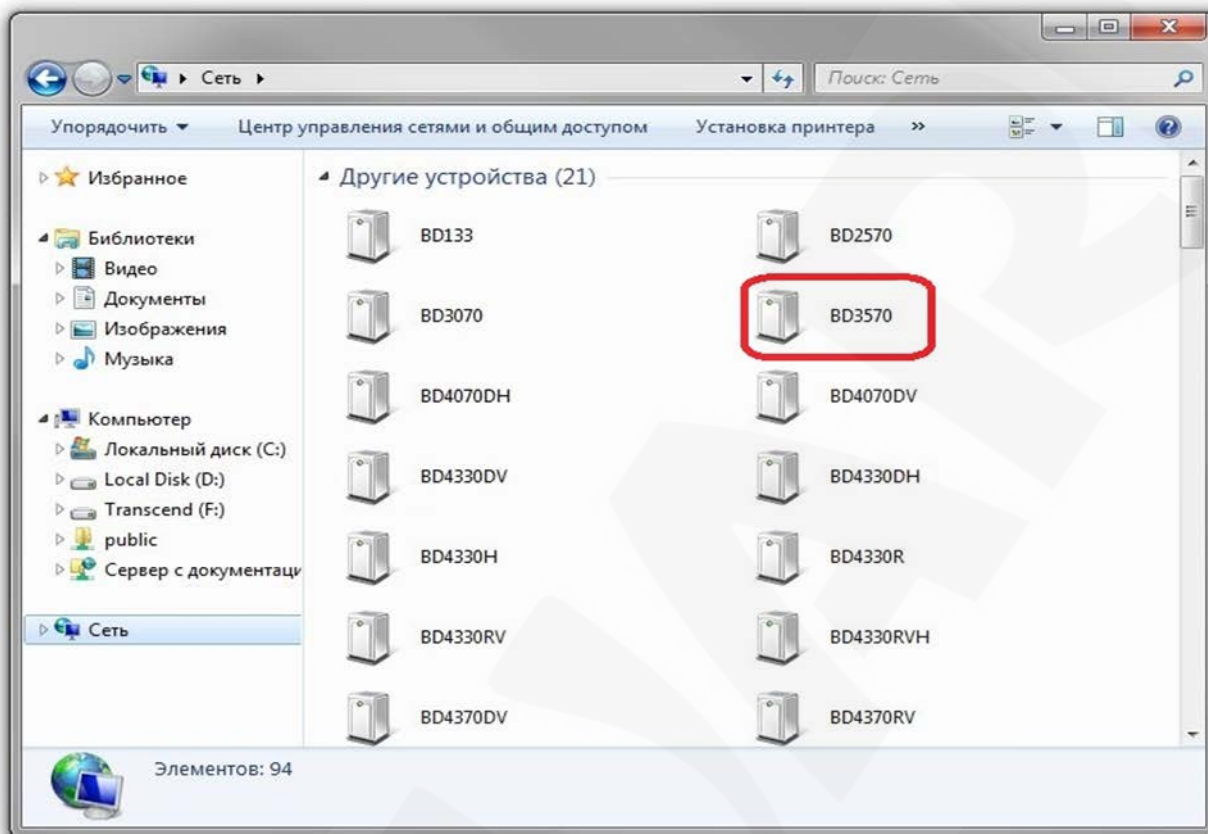 Сеть
Поиск: Сеть
Упорядочить Центр управления сетями и общим доступом Установка принтера »
Избранное
Библиотеки
Видео
Документы
Изображения
Музыка
Компьютер
Локальный диск (C:)
Local Disk (D:)
Transcend (F:)
public
Сервер с документаци
Сеть
Другие устройства (21)
BD133 BD2570
BD3070 BD3570
BD4070DH BD4070DV
BD4330DV BD4330DH
BD4330H BD4330R
BD4330RV BD4330RVH
BD4370DV BD4370RV
Элементов: 94